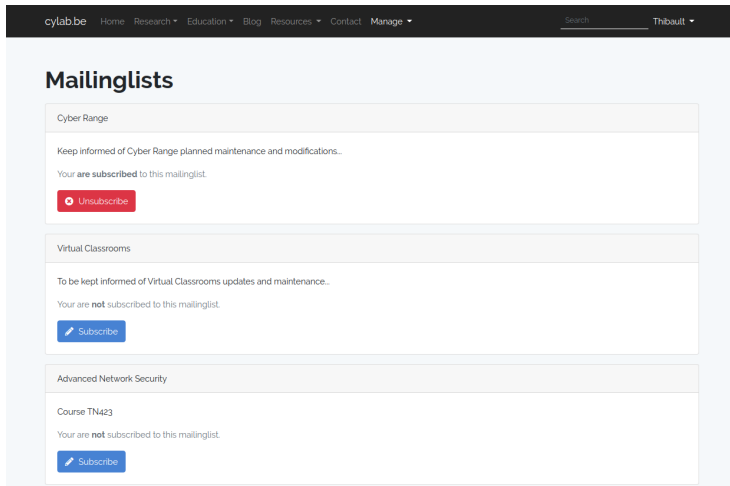 cylab.be Home Research Education Blog Resources Contact Manage Search Thibault
Mailinglists
Cyber Range
Keep informed of Cyber Range planned maintenance and modifications...
Your are subscribed to this mailinglist.
Unsubscribe
Virtual Classrooms
To be kept informed of Virtual Classrooms updates and maintenance...
Your are not subscribed to this mailinglist.
Subscribe
Advanced Network Security
Course TN423
Your are not subscribed to this mailinglist.
Subscribe